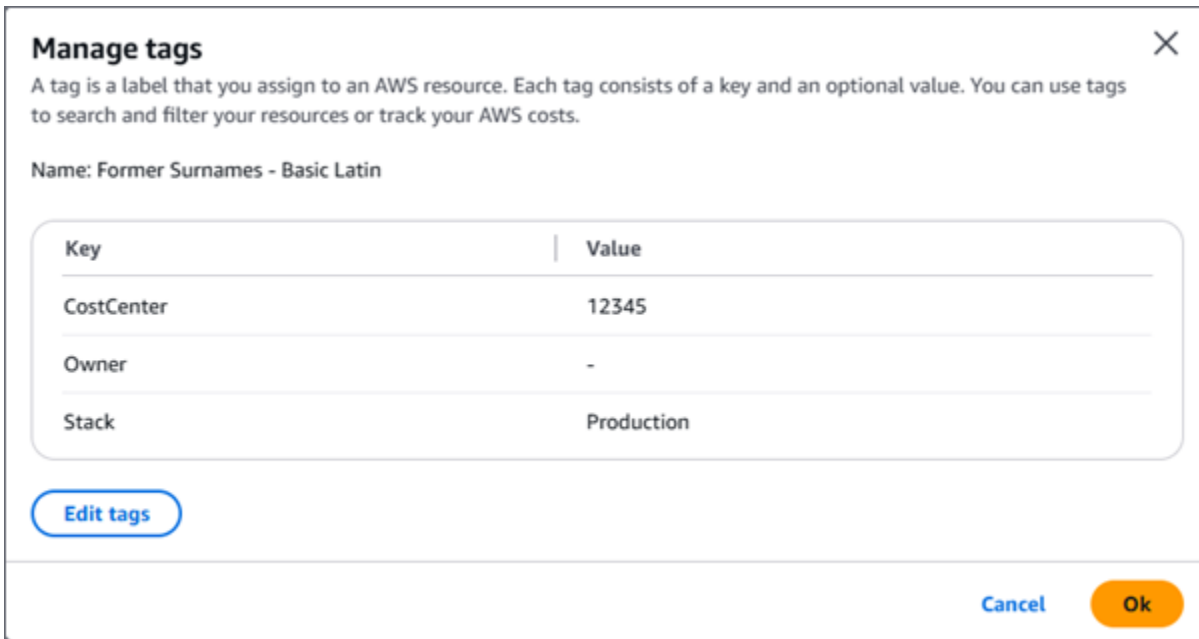 Manage tags
A tag is a label that you assign to an AWS resource. Each tag consists of a key and an optional value. You can use tags
to search and filter your resources or track your AWS costs.
Name: Former Surnames - Basic Latin
Key Value
CostCenter 12345
Owner -
Stack Production
Edit tags
Cancel Ok